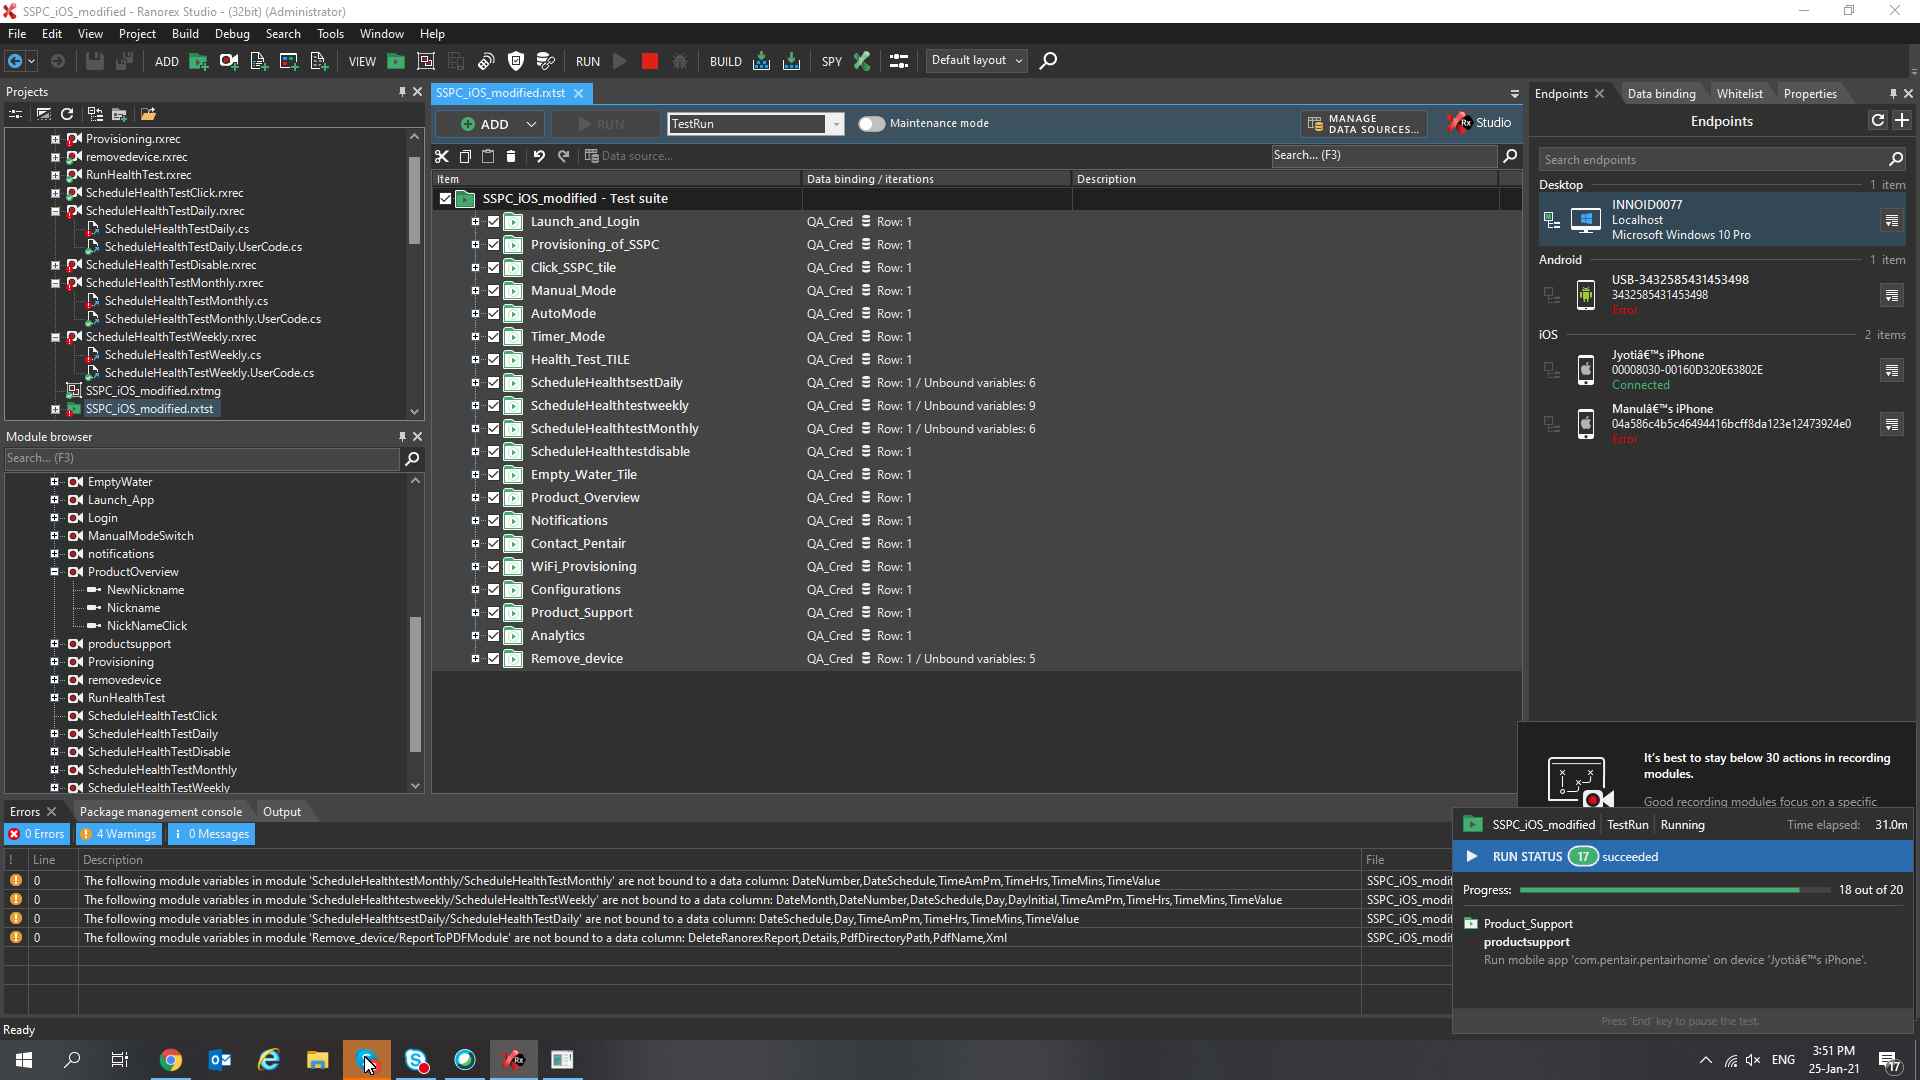 SSPC_iOS_modified - Ranorex Studio - (32bit) (Administrator)
File Edit View Project Build Debug Search Tools Window Help
ADD VIEW RUN BUILD SPY Default layout
Projects
Provisioning.rxrec
removedevice.rxrec
RunHealthTest.rxrec
ScheduleHealthTestClick.rxrec
ScheduleHealthTestDaily.rxrec
ScheduleHealthTestDaily.cs
ScheduleHealthTestDaily.UserCode.cs
ScheduleHealthTestDisable.rxrec
ScheduleHealthTestMonthly.rxrec
ScheduleHealthTestMonthly.cs
ScheduleHealthTestMonthly.UserCode.cs
ScheduleHealthTestWeekly.rxrec
ScheduleHealthTestWeekly.cs
ScheduleHealthTestWeekly.UserCode.cs
SSPC_iOS_modified.rxtmg
SSPC_iOS_modified.rxtst
Module browser
Search... (F3)
EmptyWater
Launch_App
Login
ManualModeSwitch
notifications
ProductOverview
NewNickname
Nickname
NickNameClick
productsupport
Provisioning
removedevice
RunHealthTest
ScheduleHealthTestClick
ScheduleHealthTestDaily
ScheduleHealthTestDisable
ScheduleHealthTestMonthly
ScheduleHealthTestWeekly
SSPC_iOS_modified.rxtst
ADD RUN TestRun Maintenance mode MANAGE DATA SOURCES... Rx Studio
Data source... Search... (F3)
Item Data binding / iterations Description
SSPC_iOS_modified - Test suite
Launch_and_Login QA_Cred Row: 1
Provisioning_of_SSPC QA_Cred Row: 1
Click_SSPC_tile QA_Cred Row: 1
Manual_Mode QA_Cred Row: 1
AutoMode QA_Cred Row: 1
Timer_Mode QA_Cred Row: 1
Health_Test_TILE QA_Cred Row: 1
ScheduleHealthtsestDaily QA_Cred Row: 1 / Unbound variables: 6
ScheduleHealthtestweekly QA_Cred Row: 1 / Unbound variables: 9
ScheduleHealthtestMonthly QA_Cred Row: 1 / Unbound variables: 6
ScheduleHealthtestdisable QA_Cred Row: 1
Empty_Water_Tile QA_Cred Row: 1
Product_Overview QA_Cred Row: 1
Notifications QA_Cred Row: 1
Contact_Pentair QA_Cred Row: 1
WiFi_Provisioning QA_Cred Row: 1
Configurations QA_Cred Row: 1
Product_Support QA_Cred Row: 1
Analytics QA_Cred Row: 1
Remove_device QA_Cred Row: 1 / Unbound variables: 5
Endpoints Data binding Whitelist Properties
Endpoints
Search endpoints
Desktop 1 item
INNOID0077
Localhost
Microsoft Windows 10 Pro
Android 1 item
USB-3432585431453498
3432585431453498
Error
iOS 2 items
Jyotiâ€™s iPhone
00008030-00160D320E63802E
Connected
Manulâ€™s iPhone
04a586c4b5c46494416bcff8da123e12473924e0
Error
It's best to stay below 30 actions in recording
modules.
Good recording modules focus on a specific
SSPC_iOS_modified TestRun Running Time elapsed: 31.0m
RUN STATUS 17 succeeded
Progress: 18 out of 20
Product_Support
productsupport
Run mobile app 'com.pentair.pentairhome' on device 'Jyotiâ€™s iPhone'.
Press 'End' key to pause the test.
Errors Package management console Output
0 Errors 4 Warnings 0 Messages
! Line Description File
0 The following module variables in module 'ScheduleHealthtestMonthly/ScheduleHealthTestMonthly' are not bound to a data column: DateNumber,DateSchedule,TimeAmPm,TimeHrs,TimeMins,TimeValue SSPC_iOS_modif
0 The following module variables in module 'ScheduleHealthtestweekly/ScheduleHealthTestWeekly' are not bound to a data column: DateMonth,DateNumber,DateSchedule,Day,DayInitial,TimeAmPm,TimeHrs,TimeMins,TimeValue SSPC_iOS_modif
0 The following module variables in module 'ScheduleHealthtsestDaily/ScheduleHealthTestDaily' are not bound to a data column: DateSchedule,Day,TimeAmPm,TimeHrs,TimeMins,TimeValue SSPC_iOS_modif
0 The following module variables in module 'Remove_device/ReportToPDFModule' are not bound to a data column: DeleteRanorexReport,Details,PdfDirectoryPath,PdfName,Xml SSPC_iOS_modif
Ready
ENG 3:51 PM
25-Jan-21
17